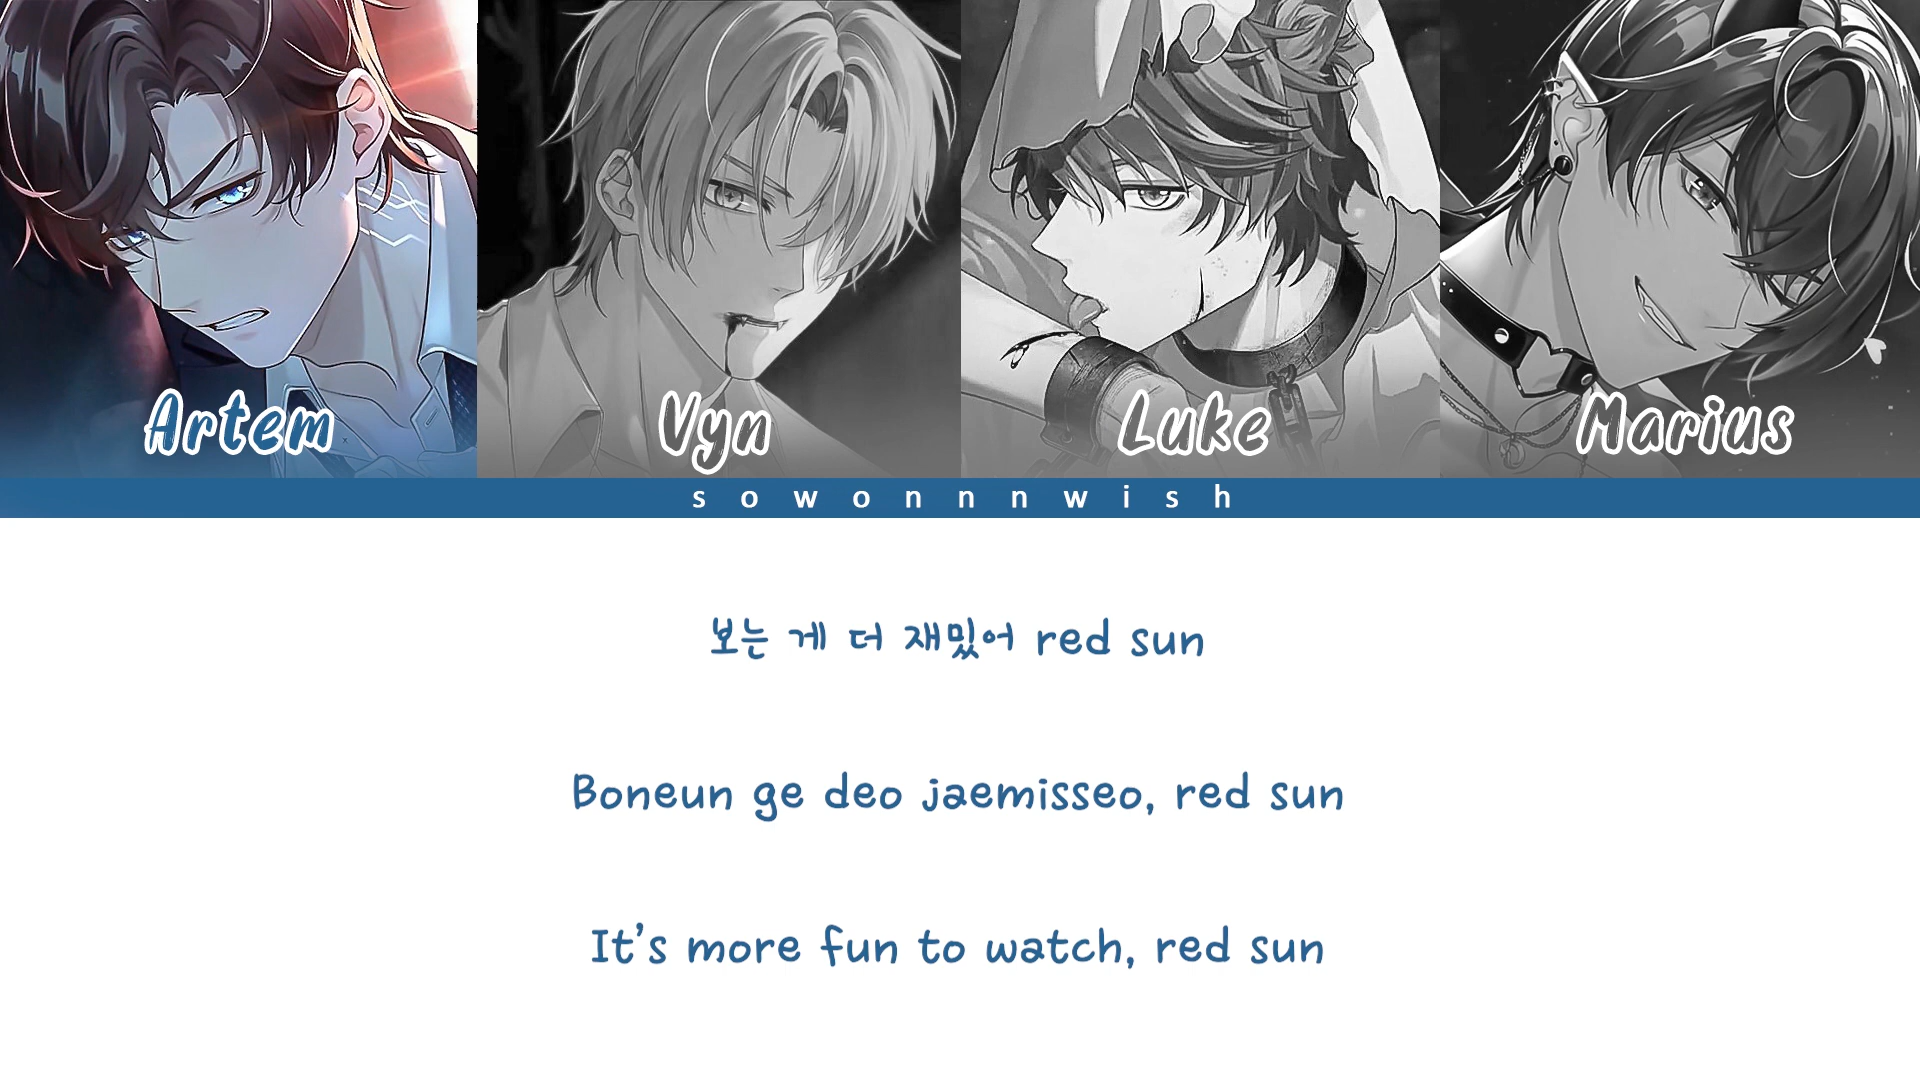 Artem
Vyn
Luke
Marius
sowonnnwish
보는 게 더 재밌어 red sun
Boneun ge deo jaemisseo, red sun
It's more fun to watch, red sun